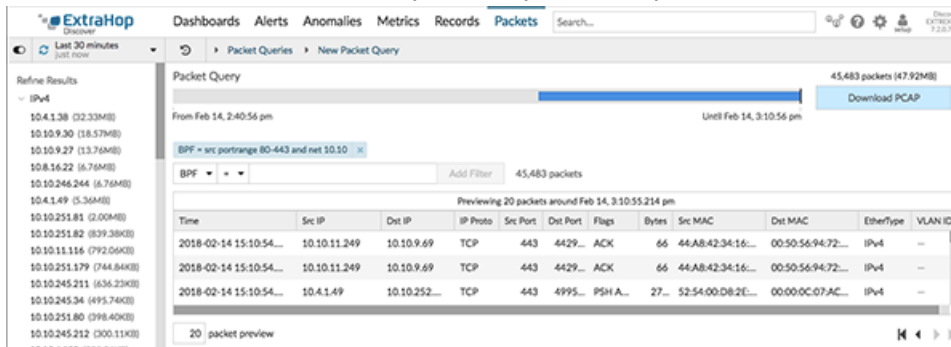 ExtraHop Dashboards Alerts Anomalies Metrics Records Packets Search...
Discover
setup
Last 30 minutes
just now
Packet Queries New Packet Query
Refine Results
IPv4
10.4.1.38 (32.33MB)
10.10.9.30 (18.57MB)
10.10.9.27 (13.76MB)
10.8.16.22 (6.76MB)
10.10.246.244 (6.76MB)
10.4.1.49 (5.36MB)
10.10.251.81 (2.00MB)
10.10.251.82 (839.38KB)
10.10.11.116 (792.06KB)
10.10.251.179 (744.84KB)
10.10.245.211 (636.23KB)
10.10.245.34 (495.74KB)
10.10.251.80 (398.40KB)
10.10.245.212 (300.11KB)
Packet Query
45,483 packets (47.92MB)
Download PCAP
From Feb 14, 2:40:56 pm Until Feb 14, 3:10:56 pm
BPF = src portrange 80-443 and net 10.10 ×
BPF = Add Filter 45,483 packets
Previewing 20 packets around Feb 14, 3:10:55.214 pm
Time Src IP Dst IP IP Proto Src Port Dst Port Flags Bytes Src MAC Dst MAC EtherType VLAN ID
2018-02-14 15:10:54.... 10.10.11.249 10.10.9.69 TCP 443 4429... ACK 66 44:A8:42:34:16:... 00:50:56:94:72:... IPv4 --
2018-02-14 15:10:54.... 10.10.11.249 10.10.9.69 TCP 443 4429... ACK 66 44:A8:42:34:16:... 00:50:56:94:72:... IPv4 --
2018-02-14 15:10:54.... 10.4.1.49 10.10.252.... TCP 443 4995... PSH A... 27... 52:54:00:D8:2E:... 00:00:0C:07:AC... IPv4 --
20 packet preview